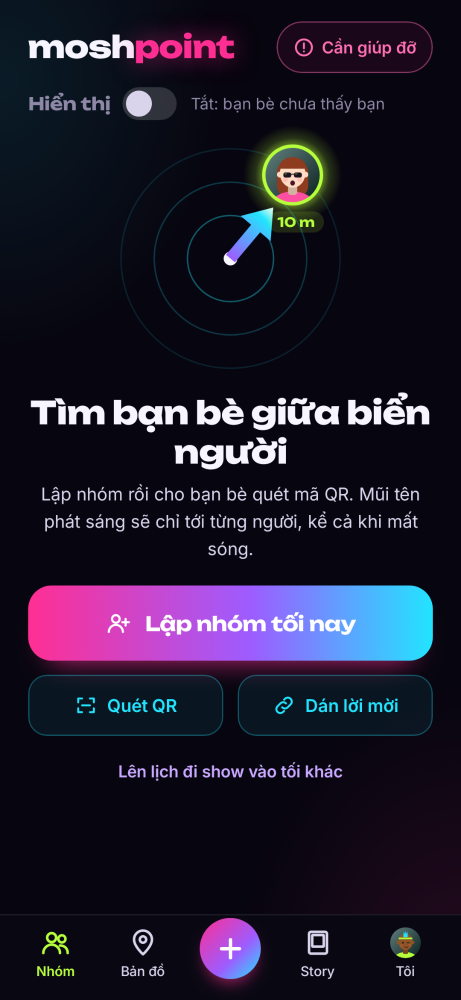 moshpoint
Cần giúp đỡ
Hiển thị
Tắt: bạn bè chưa thấy bạn
10 m
Tìm bạn bè giữa biển
người
Lập nhóm rồi cho bạn bè quét mã QR. Mũi tên
phát sáng sẽ chỉ tới từng người, kể cả khi mất
sóng.
Lập nhóm tối nay
Quét QR
Dán lời mời
Lên lịch đi show vào tối khác
Nhóm
Bản đồ
Story
Tôi